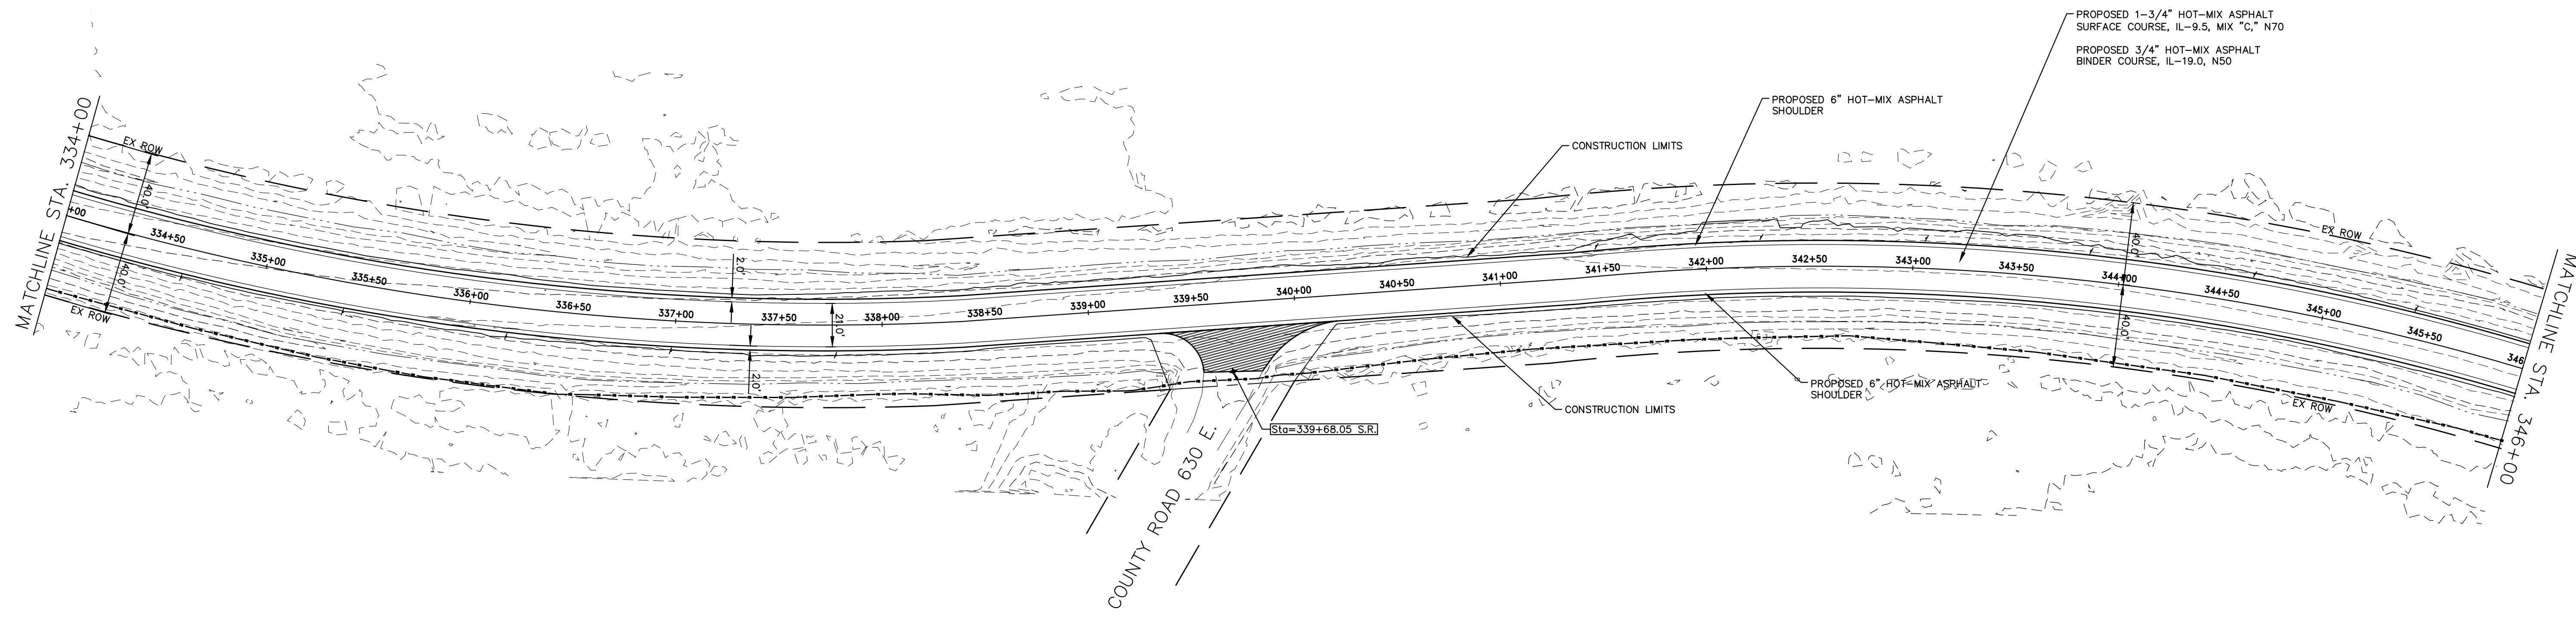 PROPOSED 1-3/4" HOT-MIX ASPHALT
SURFACE COURSE, IL-9.5, MIX "C," N70
PROPOSED 3/4" HOT-MIX ASPHALT
BINDER COURSE, IL-19.0, N50
PROPOSED 6" HOT-MIX ASPHALT
SHOULDER
CONSTRUCTION LIMITS
MATCHLINE STA. 334+00
EX ROW
40.0'
40.0'
EX ROW
+00
334+50
335+00
335+50
336+00
336+50
337+00
337+50
338+00
338+50
339+00
339+50
340+00
340+50
341+00
341+50
342+00
342+50
343+00
343+50
344+00
344+50
345+00
345+50
346
2.0'
21.0'
2.0'
40.0'
40.0'
EX ROW
EX ROW
MATCHLINE STA. 346+00
PROPOSED 6" HOT-MIX ASPHALT
SHOULDER
CONSTRUCTION LIMITS
Sta=339+68.05 S.R.
COUNTY ROAD 630 E.